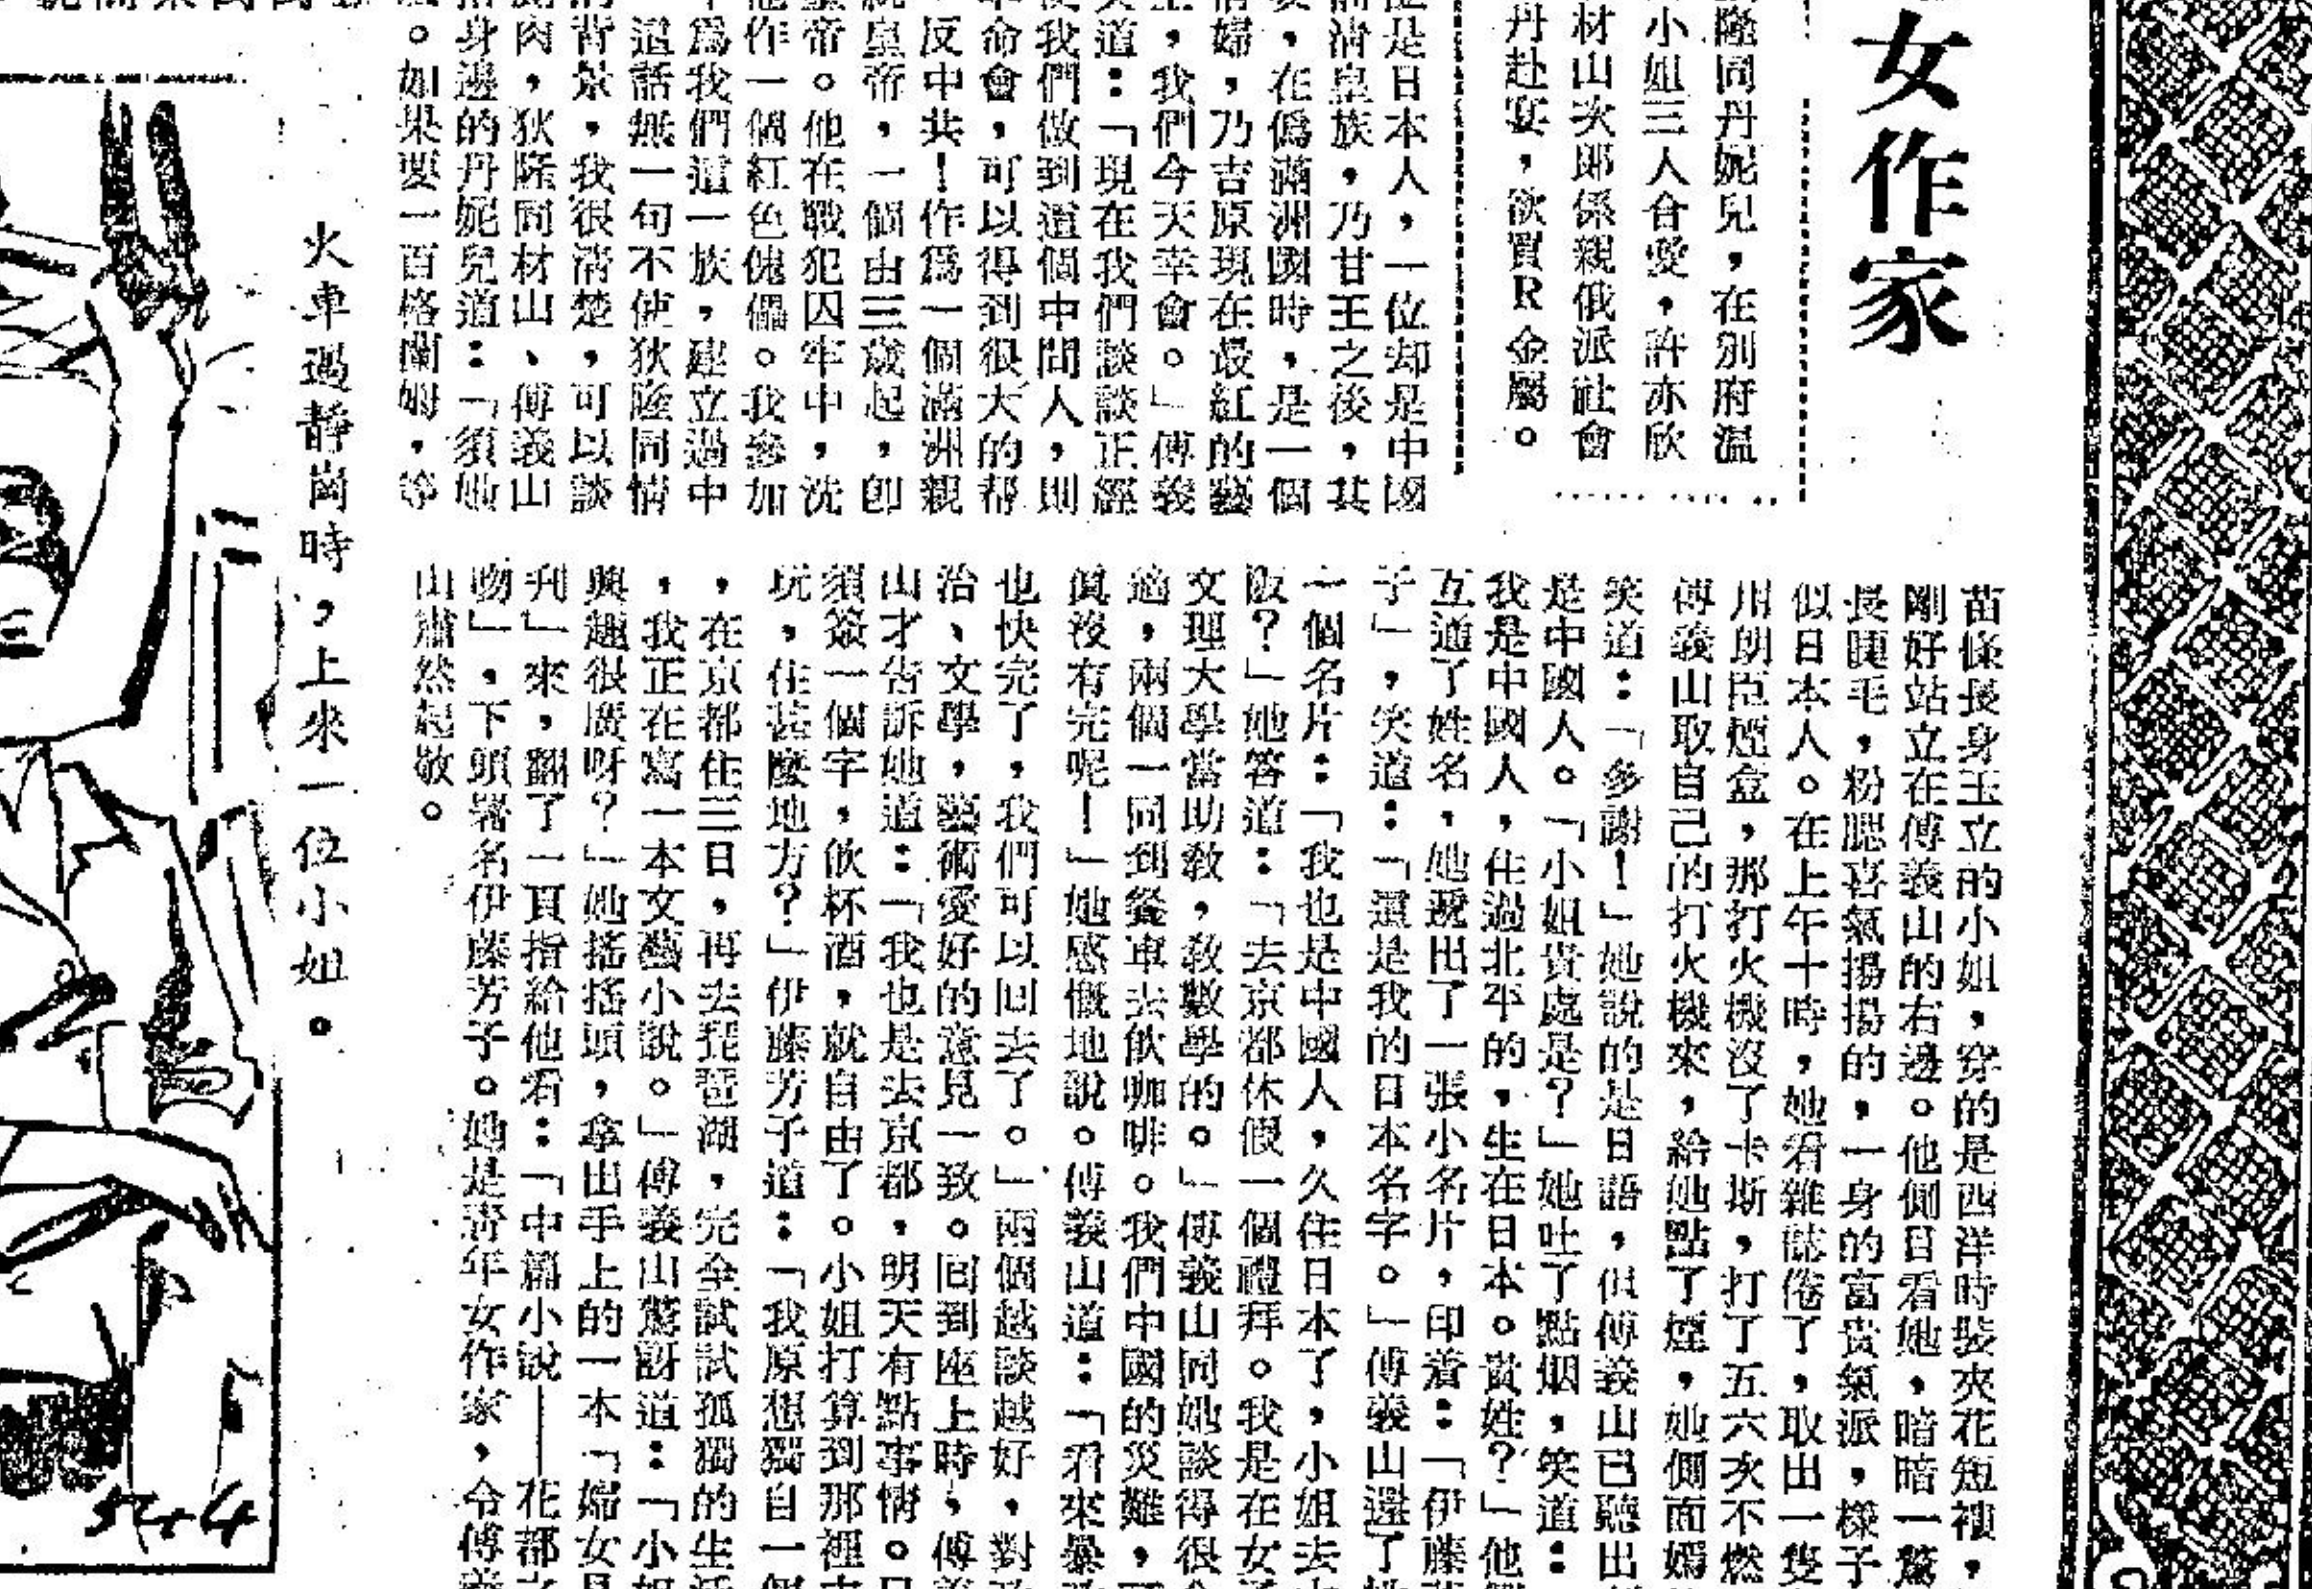 女作家
隆同丹妮兒，在別府温
小姐三人會宴，許亦欣
材山次郎係親俄派社會
丹赴宴，欲買R金屬。
是日本人，一位却是中國
清皇族，乃甘王之後，其
，在僞滿洲國時，是一個
婦，乃吉原現在最紅的藝
，我們今天幸會。」傅義
道：「現在我們談談正經
我們做到這個中間人，則
命會，可以得到很大的帮
反中共！作爲一個滿洲親
皇帝，一個由三歲起，卽
帝。他在戰犯囚牢中，洗
作一個紅色傀儡。我參加
爲我們這一族，建立過中
這話無一句不使狄隆同情
背景，我很清楚，可以談
肉，狄隆同材山、傅義山
身邊的丹妮兒道：「須她
。如果要一百格蘭姆，等
苗條長身玉立的小姐，穿的是西洋時裝夾花短褸，
剛好站立在傅義山的右邊。他側目看她，暗暗一驚
長睫毛，粉腮喜氣揚揚的，一身的富貴氣派，樣子
似日本人。在上午十時，她看雜誌倦了，取出一隻
用朗臣煙盒，那打火機沒了卡斯，打了五六次不燃
傅義山取自己的打火機來，給她點了煙，她側面嫣
笑道：「多謝！」她說的是日語，但傅義山已聽出
是中國人。「小姐貴處是？」她吐了點烟，笑道：
我是中國人，住過北平的，生在日本。貴姓？」他
互通了姓名，她遞出了一張小名片，印着：「伊藤
子」，笑道：「還是我的日本名字。」傅義山還了
一個名片：「我也是中國人，久住日本了，小姐去
阪？」她答道：「去京都休假一個禮拜。我是在女
文理大學當助教，教數學的。」傅義山同她談得很
適，兩個一同到餐車去飲咖啡。我們中國的災難，
眞沒有完呢！」她感慨地說。傅義山道：「看來暴
也快完了，我們可以回去了。」兩個越談越好，對
治、文學，藝術愛好的意見一致。回到座上時，傅
山才告訴她道：「我也是去京都，明天有點事情。
須簽一個字，飲杯酒，就自由了。小姐打算到那裡
玩，住甚麼地方？」伊藤芳子道：「我原想獨自一
，在京都住三日，再去琵琶湖，完全試試孤獨的生
，我正在寫一本文藝小說。」傅義山驚訝道：「小
興趣很廣呀？」她搖搖頭，拿出手上的一本「婦女
刋」來，翻了一頁指給他看：「中篇小說——花都
吻」，下頭署名伊藤芳子。她是靑年女作家，令傅
山肅然起敬。
火車過靜崗時，上來一位小姐。